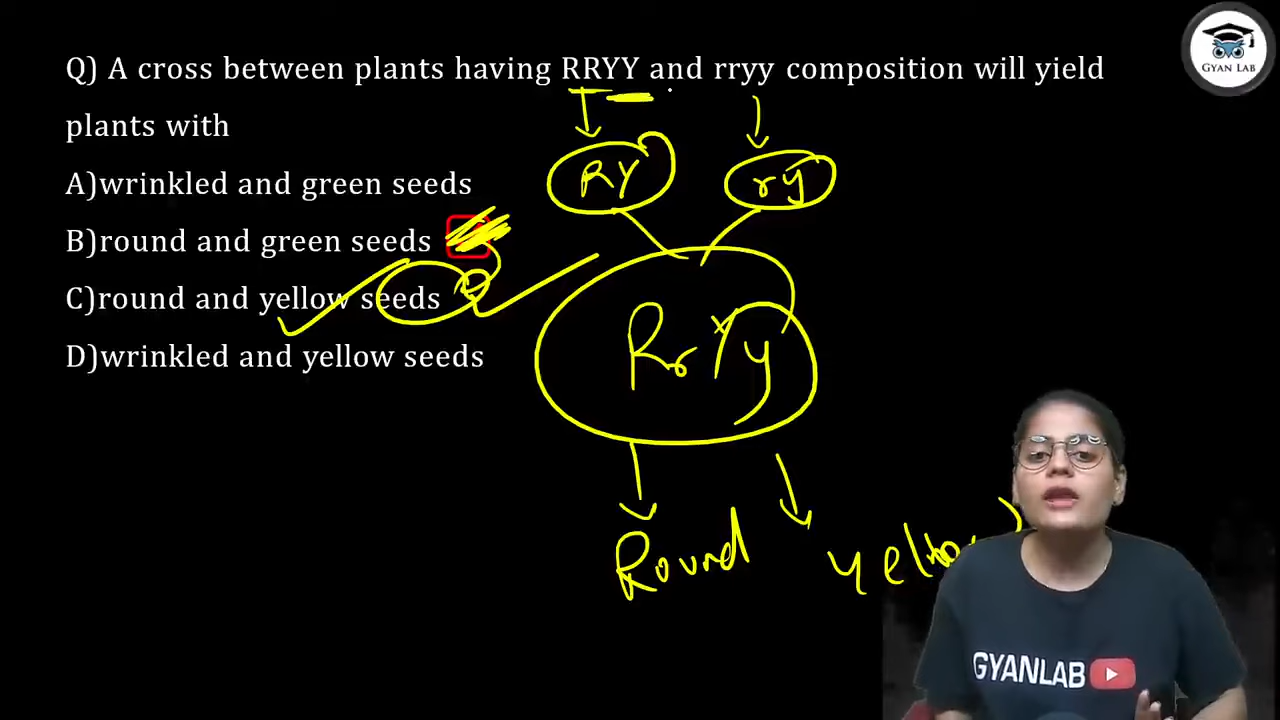 Q) A cross between plants having RRYY and rryy composition will yield
plants with
A)wrinkled and green seeds
B)round and green seeds
C)round and yellow seeds
D)wrinkled and yellow seeds
RY ry
RrYy
Round
GYAN LAB
GYANLAB